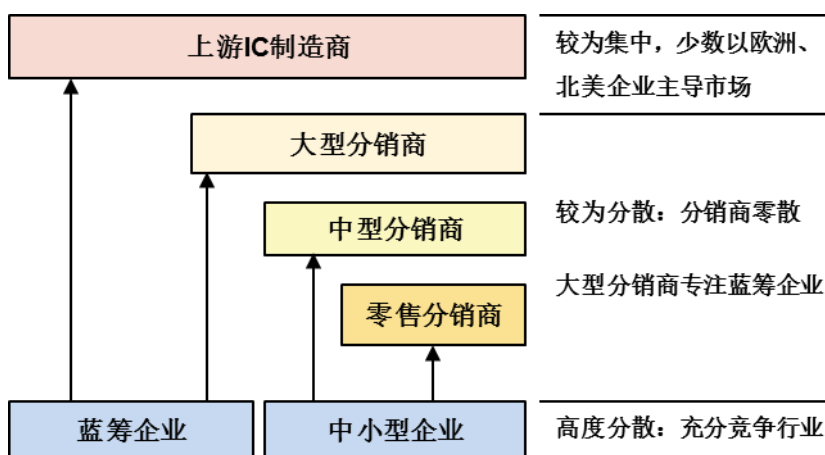 上游IC制造商
较为集中，少数以欧洲、
北美企业主导市场
大型分销商
中型分销商
较为分散：分销商零散
零售分销商
大型分销商专注蓝筹企业
蓝筹企业
中小型企业
高度分散：充分竞争行业